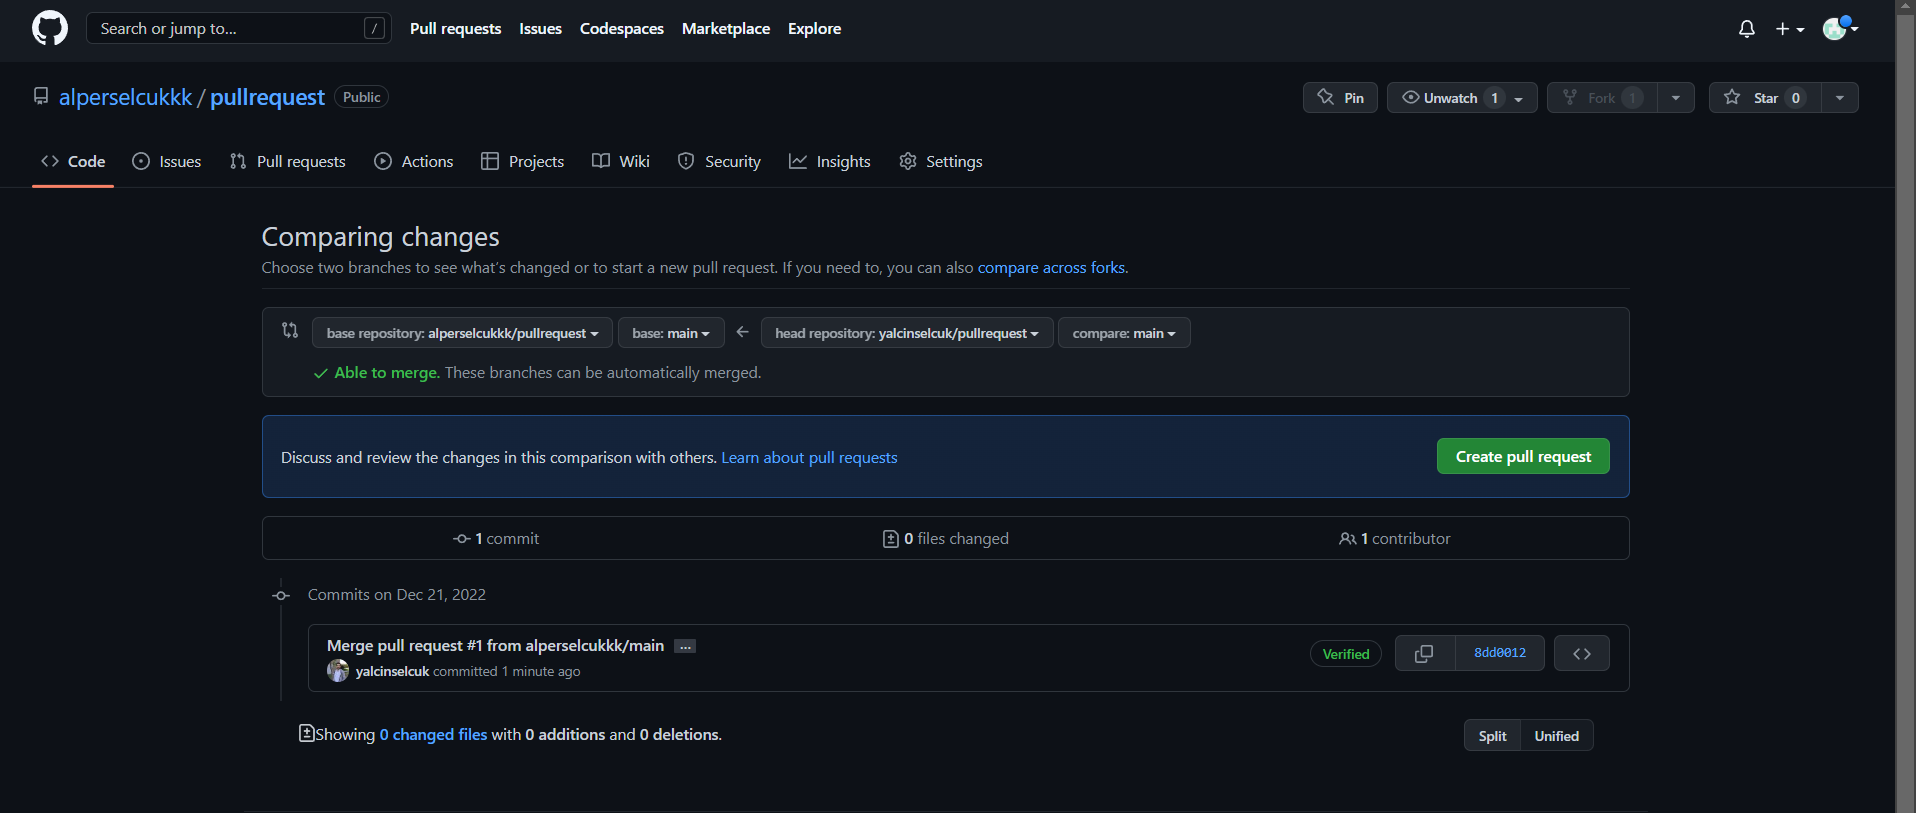 Search or jump to... /
Pull requests Issues Codespaces Marketplace Explore
alperselcukkk / pullrequest Public
Pin Unwatch 1 Fork 1 Star 0
Code Issues Pull requests Actions Projects Wiki Security Insights Settings
Comparing changes
Choose two branches to see what's changed or to start a new pull request. If you need to, you can also compare across forks.
base repository: alperselcukkk/pullrequest base: main head repository: yalcinselcuk/pullrequest compare: main
Able to merge. These branches can be automatically merged.
Discuss and review the changes in this comparison with others. Learn about pull requests
Create pull request
1 commit 0 files changed 1 contributor
Commits on Dec 21, 2022
Merge pull request #1 from alperselcukkk/main ...
yalcinselcuk committed 1 minute ago
Verified 8dd0012
Showing 0 changed files with 0 additions and 0 deletions.
Split Unified